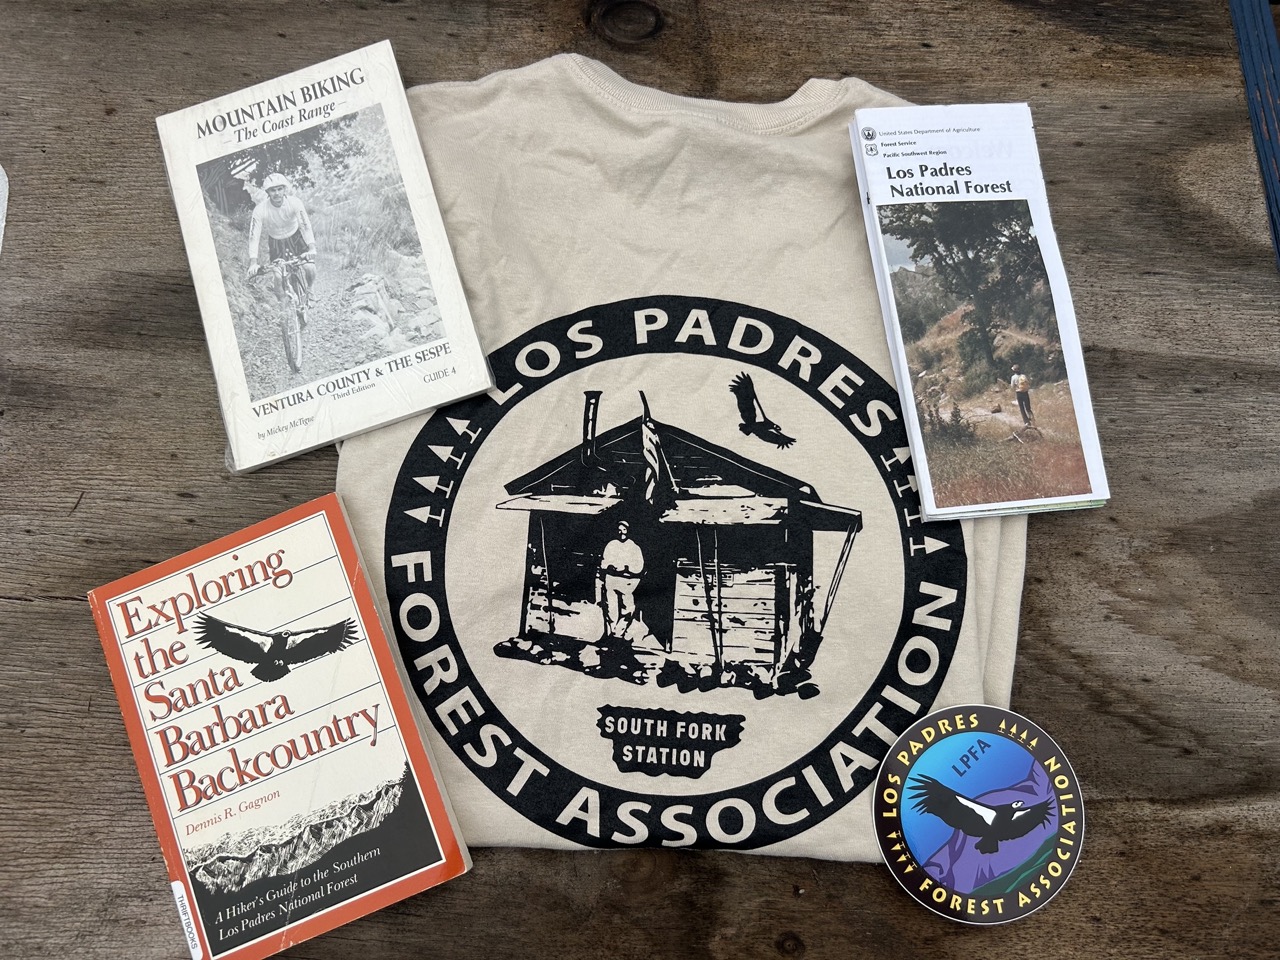 MOUNTAIN BIKING
- The Coast Range -
VENTURA COUNTY & THE SESPE
Third Edition
GUIDE 4
by Mickey McTigue
United States Department of Agriculture
Forest Service
Pacific Southwest Region
Los Padres
National Forest
LOS PADRES
FOREST ASSOCIATION
SOUTH FORK
STATION
Exploring
the
Santa
Barbara
Backcountry
Dennis R. Gagnon
A Hiker's Guide to the Southern
Los Padres National Forest
THRIFTBOOKS
LOS PADRES
LPFA
FOREST ASSOCIATION